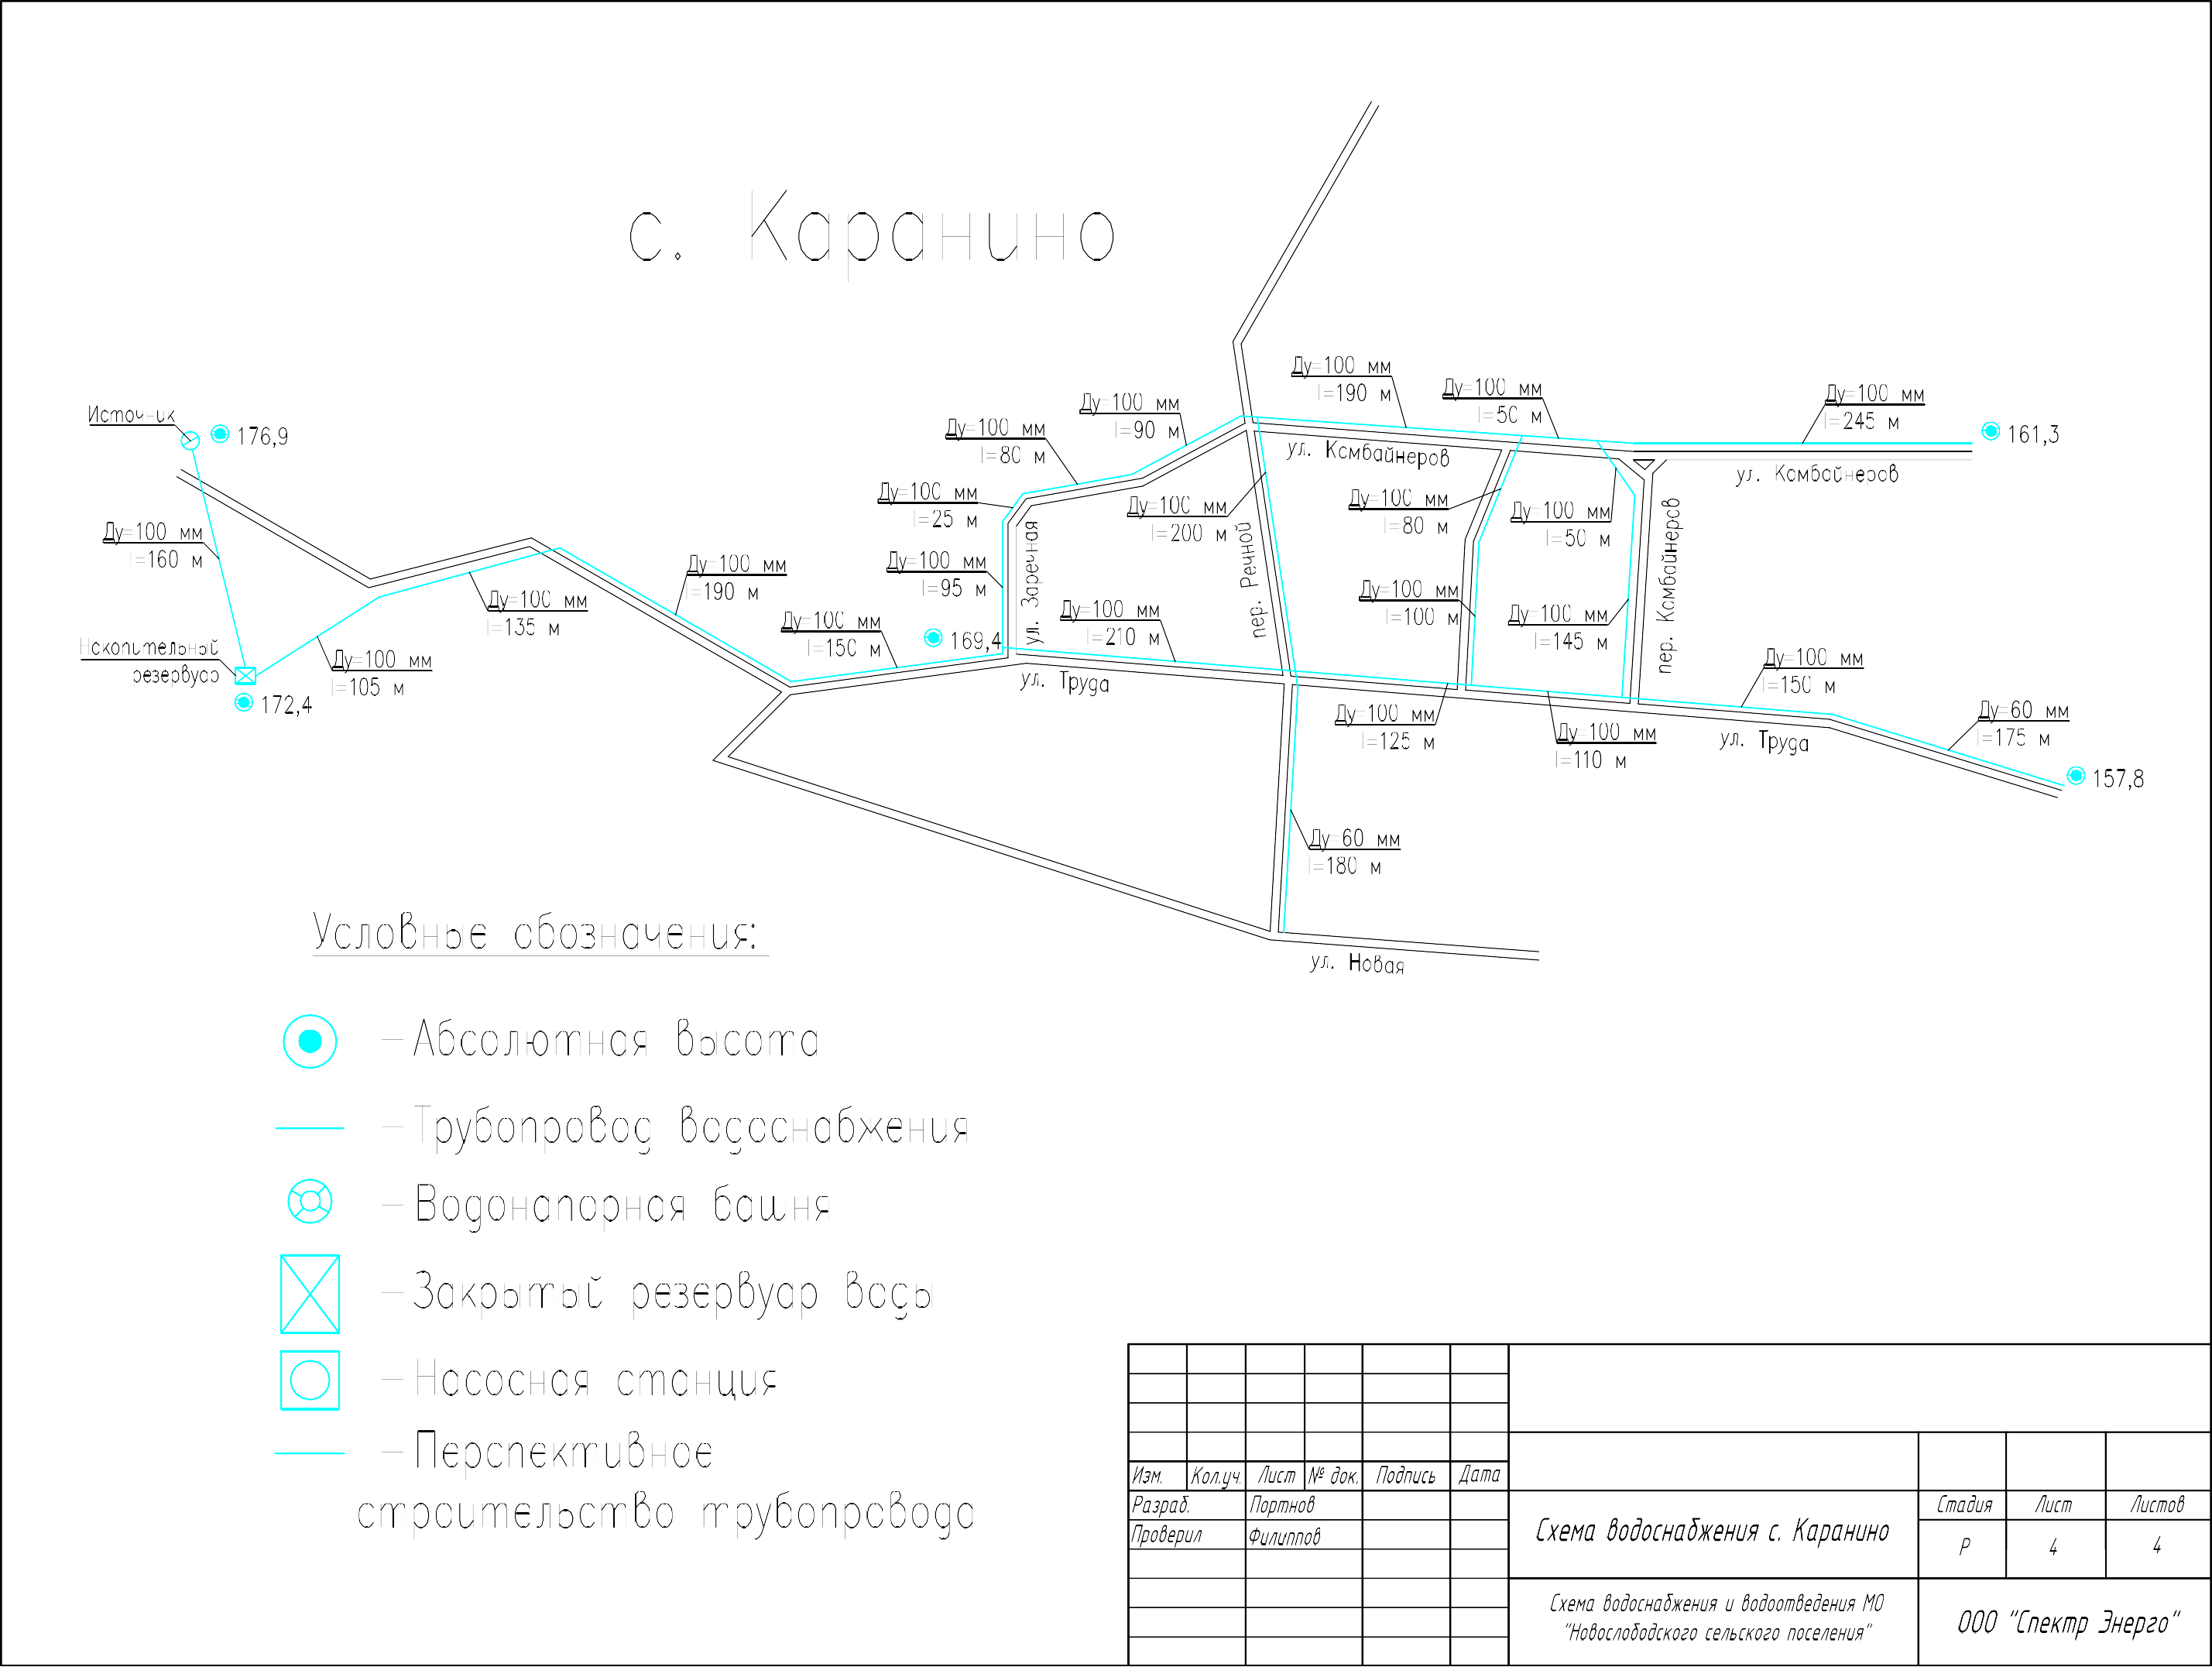 с. Каранино
Ду=100 мм
l=190 м
Ду=100 мм
l=50 м
Ду=100 мм
l=245 м
Ду=100 мм
l=90 м
Ду=100 мм
l=80 м
Источник
176,9
161,3
ул. Комбайнеров
ул. Комбайнеров
Ду=100 мм
l=25 м
Ду=100 мм
l=200 м
Ду=100 мм
l=80 м
Ду=100 мм
l=50 м
Ду=100 мм
l=160 м
Ду=100 мм
l=190 м
Ду=100 мм
l=95 м
ул. Заречная
пер. Речной
пер. Комбайнеров
Ду=100 мм
l=135 м
Ду=100 мм
l=150 м
169,4
Ду=100 мм
l=210 м
Ду=100 мм
l=100 м
Ду=100 мм
l=145 м
Накопительный
резервуар
172,4
Ду=100 мм
l=105 м
ул. Труда
Ду=100 мм
l=150 м
Ду=100 мм
l=125 м
Ду=100 мм
l=110 м
ул. Труда
Ду=60 мм
l=175 м
157,8
Ду=60 мм
l=180 м
ул. Новая
Условные обозначения:
–Абсолютная высота
–Трубопровод водоснабжения
–Водонапорная башня
–Закрытый резервуар воды
–Насосная станция
–Перспективное
строительство трубопровода
Изм. Кол.уч. Лист № док. Подпись Дата
Разраб. Портнов
Проверил Филиппов
Схема водоснабжения с. Каранино
Стадия Лист Листов
Р 4 4
Схема водоснабжения и водоотведения МО
"Новослободского сельского поселения"
ООО "Спектр Энерго"